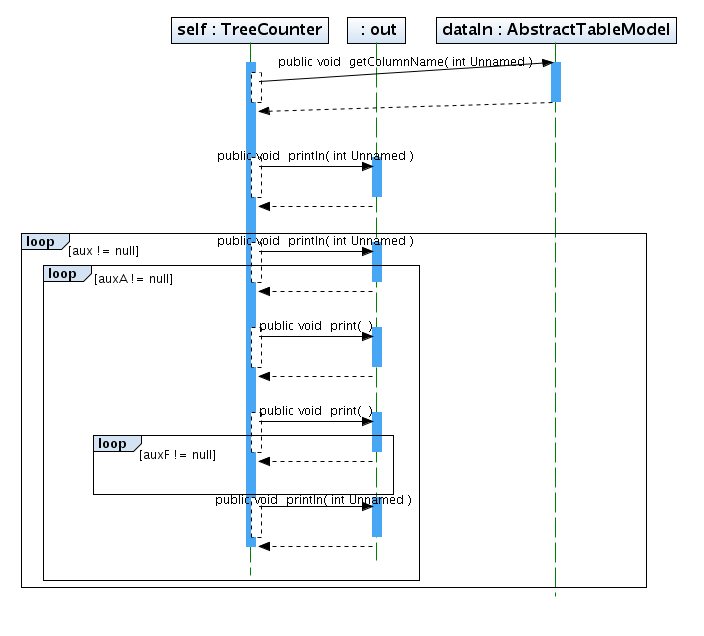 self : TreeCounter
: out
dataIn : AbstractTableModel
public void getColumnName( int Unnamed )
public void println( int Unnamed )
loop
[aux != null]
public void println( int Unnamed )
loop
[auxA != null]
public void print( )
public void print( )
loop
[auxF != null]
public void println( int Unnamed )